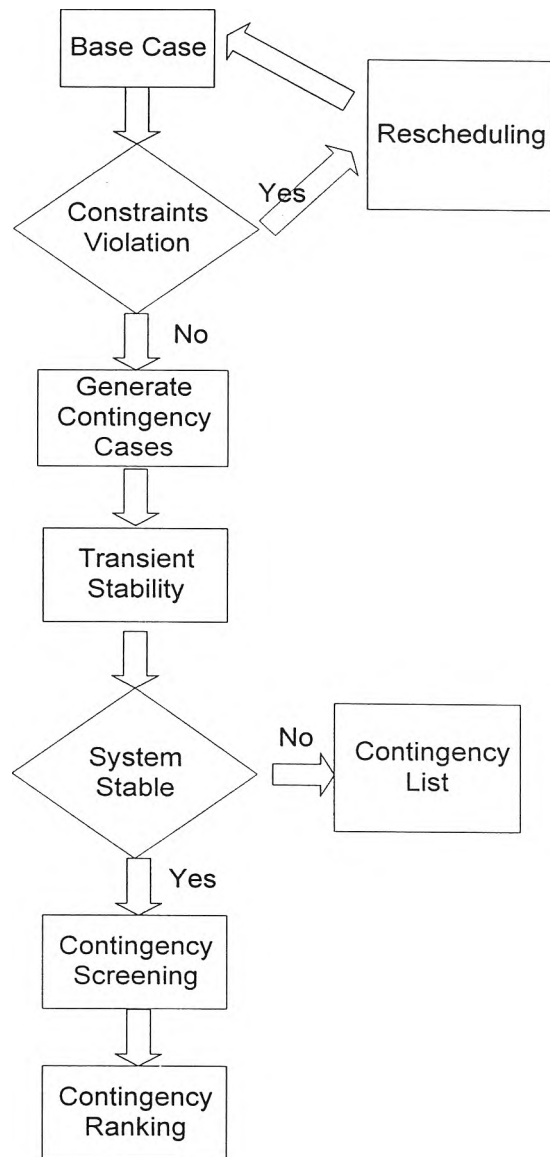 Base Case
Rescheduling
Yes
Constraints
Violation
No
Generate
Contingency
Cases
Transient
Stability
No
Contingency
List
System
Stable
Yes
Contingency
Screening
Contingency
Ranking